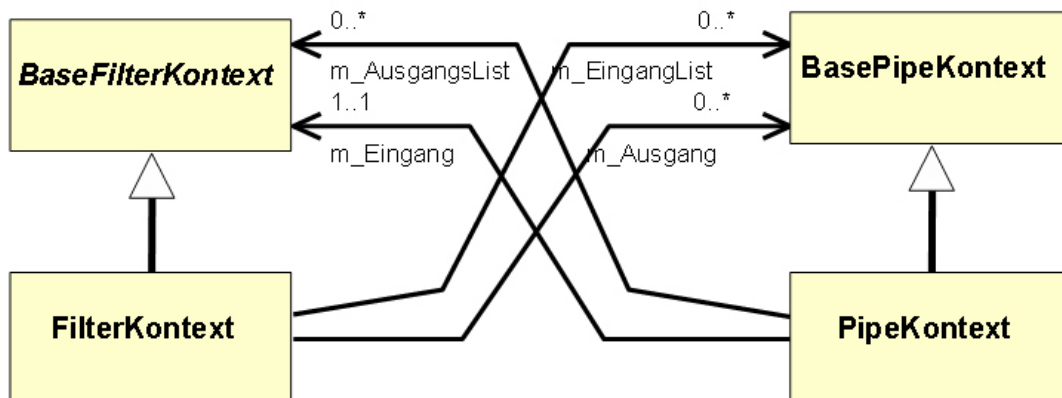 0..*
0..*
BaseFilterKontext
BasePipeKontext
m_AusgangsList
m_EingangList
1..1
0..*
m_Eingang
m_Ausgang
FilterKontext
PipeKontext